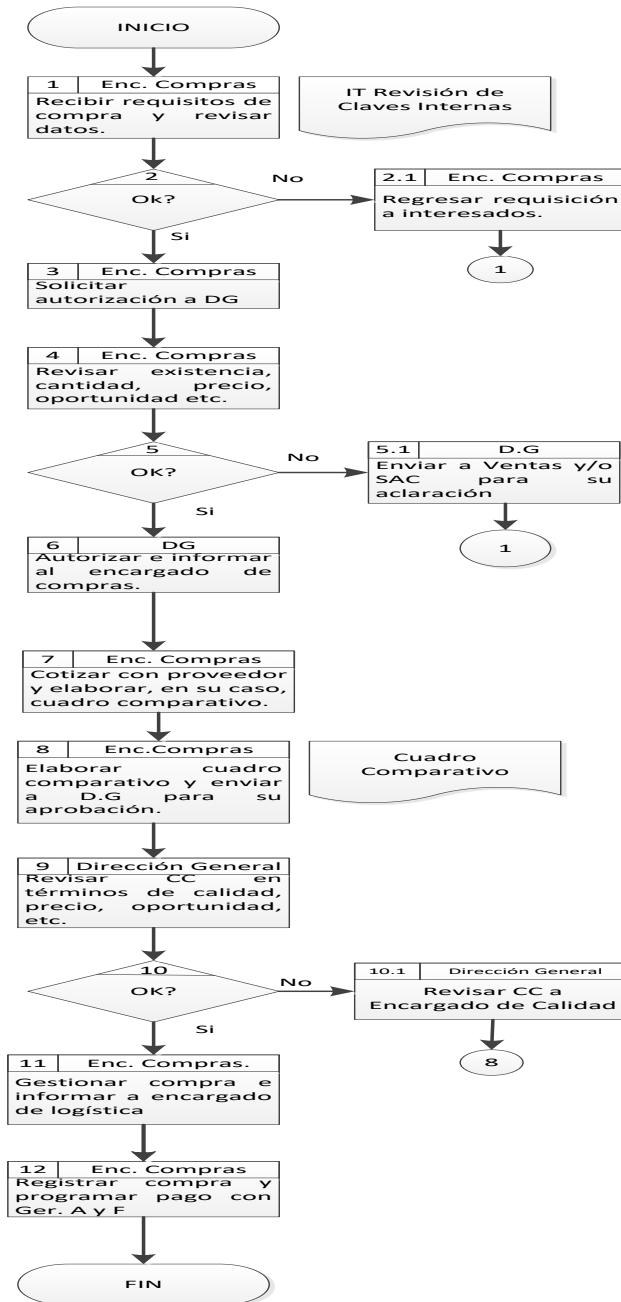 INICIO
1 Enc. Compras
Recibir requisitos de
compra y revisar
datos.
IT Revisión de
Claves Internas
2
Ok?
No
2.1 Enc. Compras
Regresar requisición
a interesados.
1
Si
3 Enc. Compras
Solicitar
autorización a DG
4 Enc. Compras
Revisar existencia,
cantidad, precio,
oportunidad etc.
5
OK?
No
5.1 D.G
Enviar a Ventas y/o
SAC para su
aclaración
1
Si
6 DG
Autorizar e informar
al encargado de
compras.
7 Enc. Compras
Cotizar con proveedor
y elaborar, en su caso,
cuadro comparativo.
8 Enc.Compras
Elaborar cuadro
comparativo y enviar
a D.G para su
aprobación.
Cuadro
Comparativo
9 Dirección General
Revisar CC en
términos de calidad,
precio, oportunidad,
etc.
10
OK?
No
10.1 Dirección General
Revisar CC a
Encargado de Calidad
8
Si
11 Enc. Compras.
Gestionar compra e
informar a encargado
de logística
12 Enc. Compras
Registrar compra y
programar pago con
Ger. A y F
FIN